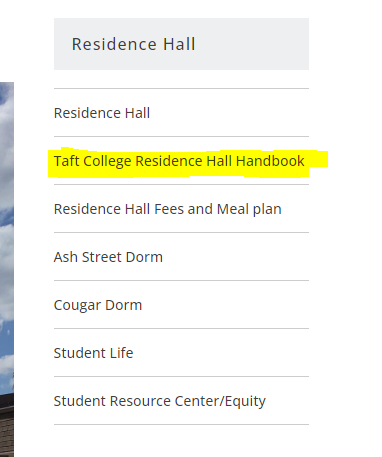 Residence Hall
Residence Hall
Taft College Residence Hall Handbook
Residence Hall Fees and Meal plan
Ash Street Dorm
Cougar Dorm
Student Life
Student Resource Center/Equity